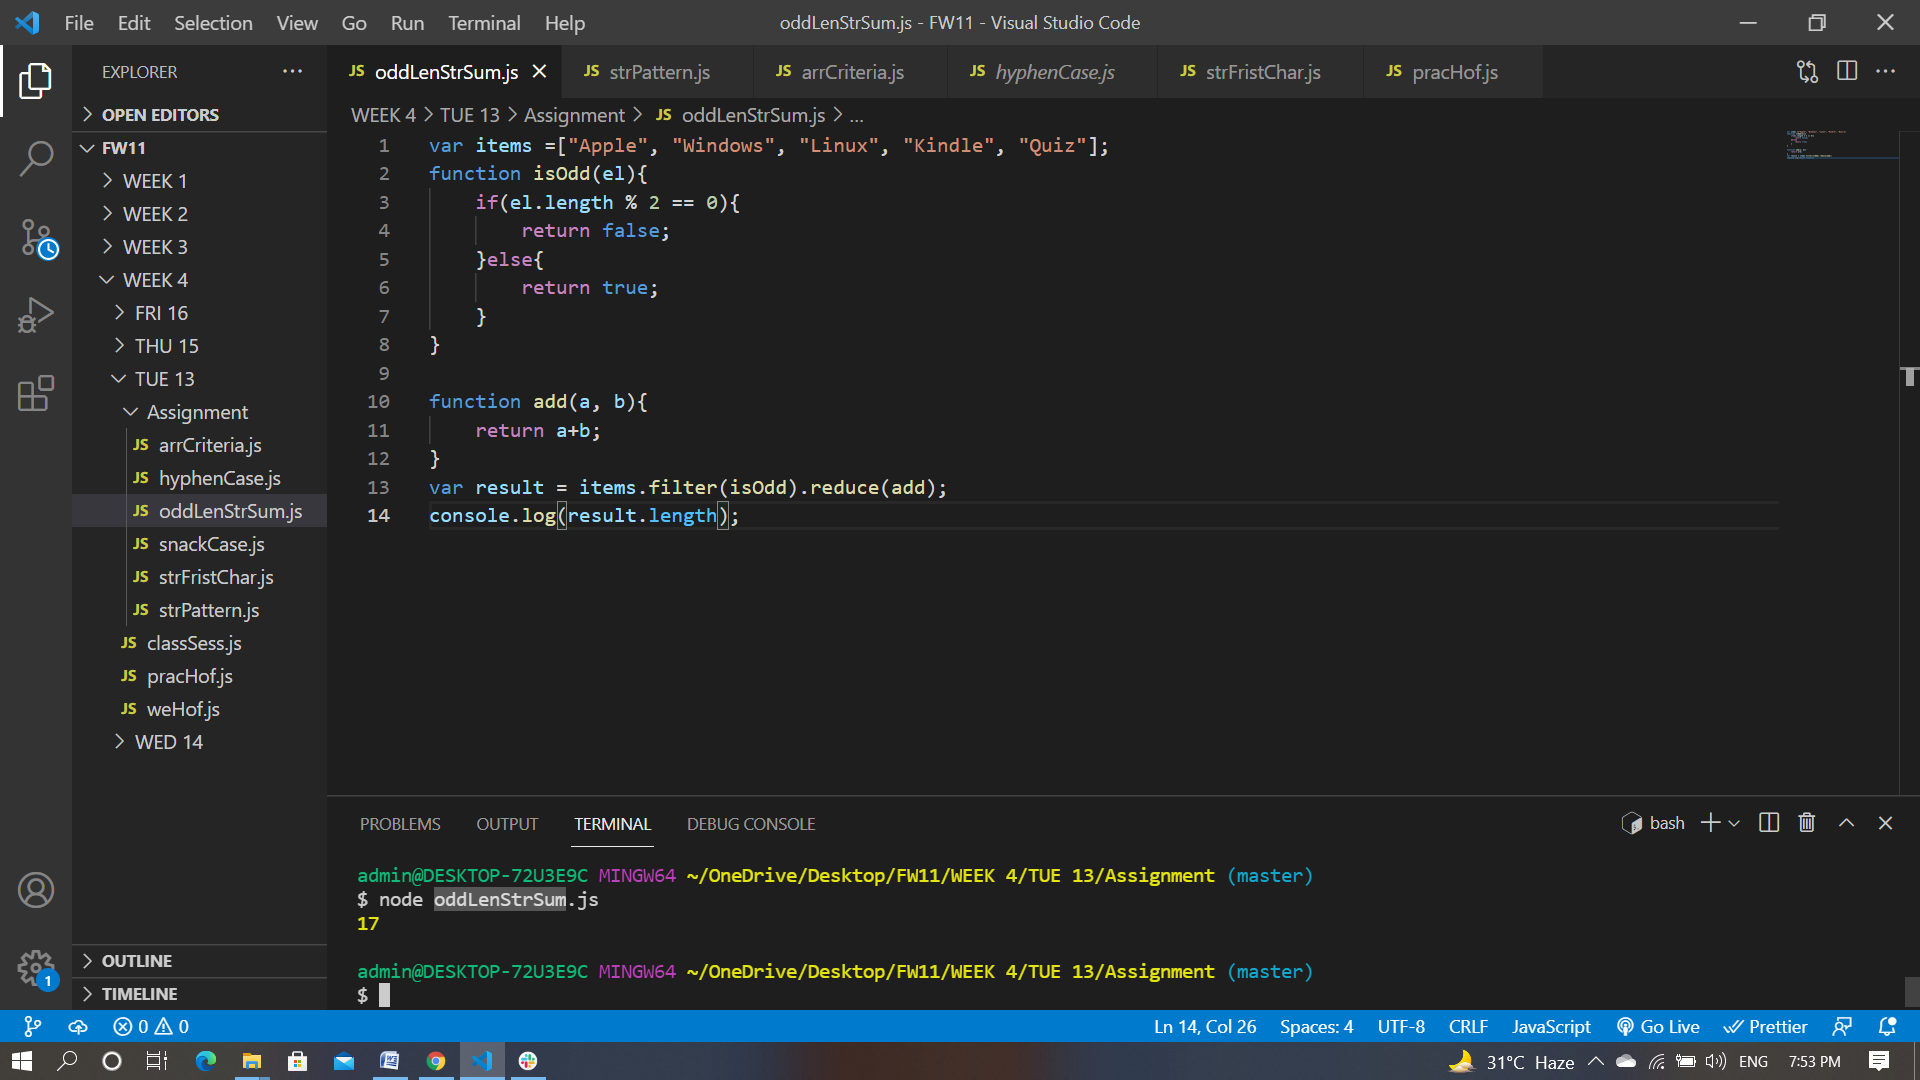 File Edit Selection View Go Run Terminal Help oddLenStrSum.js - FW11 - Visual Studio Code
EXPLORER
OPEN EDITORS
FW11
WEEK 1
WEEK 2
WEEK 3
WEEK 4
FRI 16
THU 15
TUE 13
Assignment
JS arrCriteria.js
JS hyphenCase.js
JS oddLenStrSum.js
JS snackCase.js
JS strFristChar.js
JS strPattern.js
JS classSess.js
JS pracHof.js
JS weHof.js
WED 14
OUTLINE
TIMELINE
1
JS oddLenStrSum.js JS strPattern.js JS arrCriteria.js JS hyphenCase.js JS strFristChar.js JS pracHof.js
WEEK 4 > TUE 13 > Assignment > JS oddLenStrSum.js > ...
1 var items =["Apple", "Windows", "Linux", "Kindle", "Quiz"];
2 function isOdd(el){
3 if(el.length % 2 == 0){
4 return false;
5 }else{
6 return true;
7 }
8 }
9
10 function add(a, b){
11 return a+b;
12 }
13 var result = items.filter(isOdd).reduce(add);
14 console.log(result.length);
PROBLEMS OUTPUT TERMINAL DEBUG CONSOLE bash
admin@DESKTOP-72U3E9C MINGW64 ~/OneDrive/Desktop/FW11/WEEK 4/TUE 13/Assignment (master)
$ node oddLenStrSum.js
17
admin@DESKTOP-72U3E9C MINGW64 ~/OneDrive/Desktop/FW11/WEEK 4/TUE 13/Assignment (master)
$
0 0 Ln 14, Col 26 Spaces: 4 UTF-8 CRLF JavaScript Go Live Prettier
31°C Haze ENG 7:53 PM